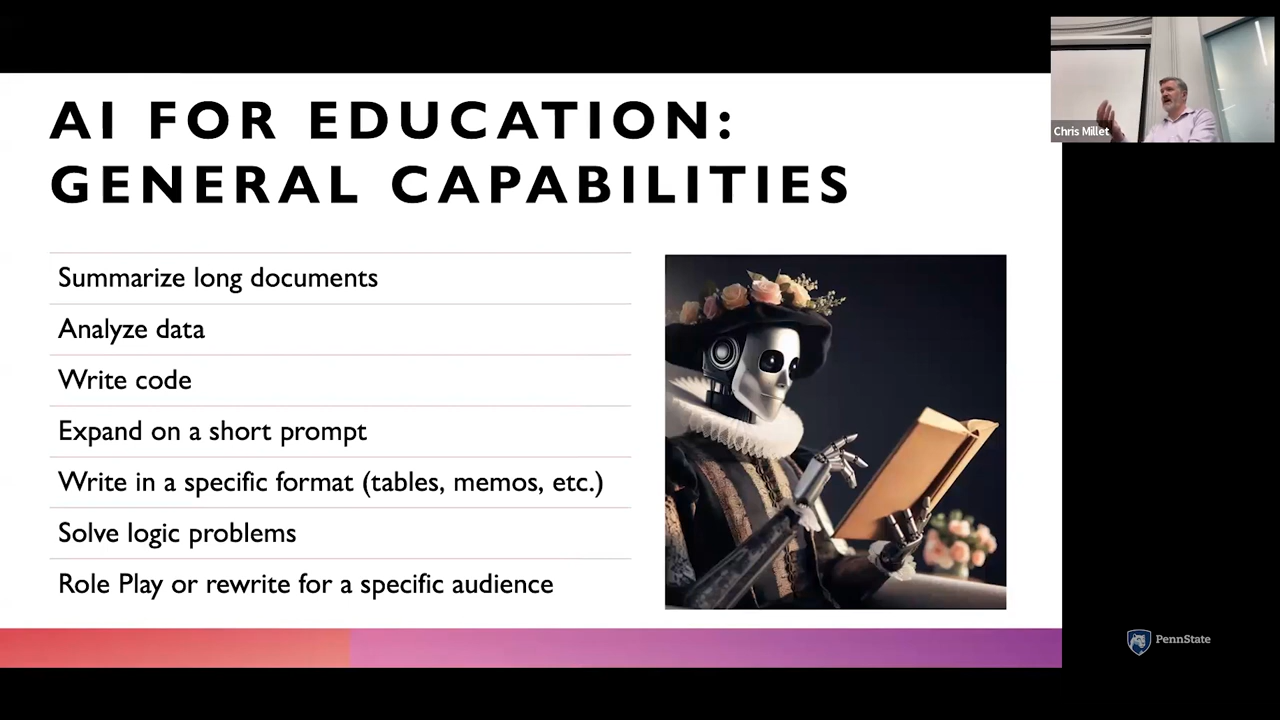 AI FOR EDUCATION:
GENERAL CAPABILITIES
Summarize long documents
Analyze data
Write code
Expand on a short prompt
Write in a specific format (tables, memos, etc.)
Solve logic problems
Role Play or rewrite for a specific audience
Chris Millet
PennState